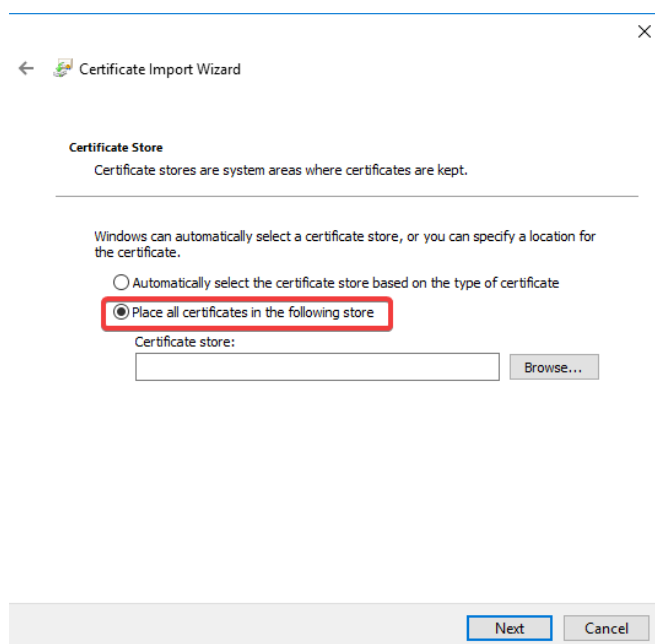 Certificate Import Wizard
Certificate Store
Certificate stores are system areas where certificates are kept.
Windows can automatically select a certificate store, or you can specify a location for
the certificate.
Automatically select the certificate store based on the type of certificate
Place all certificates in the following store
Certificate store:
Browse...
Next Cancel